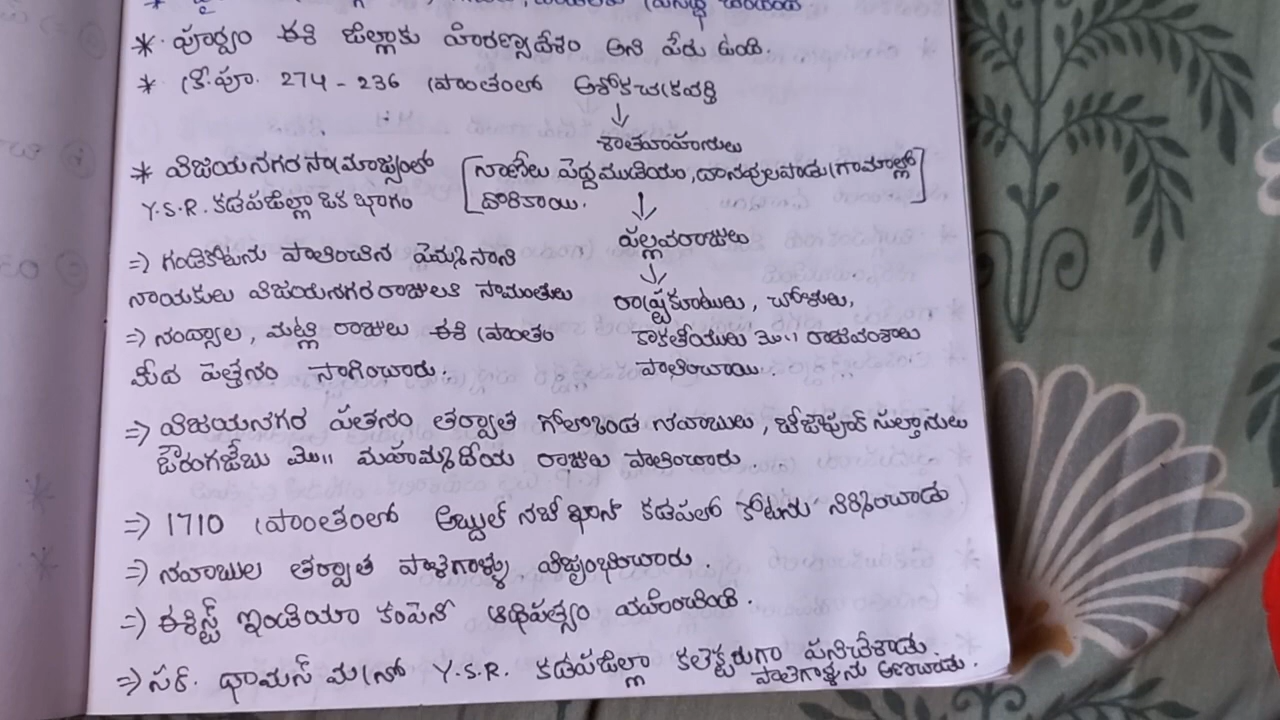 * పూర్వం ఈ జిల్లాకు హిరణ్యదేశం అని పేరు ఉంది.
* క్రీ.పూ. 274 - 236 ప్రాంతంలో అశోకచక్రవర్తి
↓
శాతవాహనులు
* విజయనగర సామ్రాజ్యంలో [నాణేలు పెద్దముడియం, దానవులపాడు గ్రామాల్లో]
Y.S.R. కడపజిల్లా ఒక భాగం [దొరికాయి.]
↓
పల్లవరాజులు
↓
=> గండికోటను పాలించిన పెమ్మసాని
నాయకులు విజయనగర రాజులకి సామంతులు రాష్ట్రకూటులు, చోళులు,
=> నంద్యాల, మట్లి రాజులు ఈ ప్రాంతం కాకతీయులు మొ॥ రాజవంశాలు
మీద పెత్తనం సాగించారు. పాలించాయి.
=> విజయనగర పతనం తర్వాత గోల్కొండ నవాబులు, బీజపూర్ సుల్తానులు
ఔరంగజేబు మొ॥ మహమ్మదీయ రాజులు పాలించారు
=> 1710 ప్రాంతంలో అబ్దుల్ నబీ ఖాన్ కడపలో కోటను నిర్మించాడు
=> నవాబుల తర్వాత పాళెగాళ్ళు విజృంభించారు.
=> ఈస్ట్ ఇండియా కంపెనీ ఆధిపత్యం వహించింది.
=> సర్. థామస్ మన్రో Y.S.R. కడపజిల్లా కలెక్టరుగా పనిచేశాడు.
పాలెగాళ్ళను అణిచాడు.